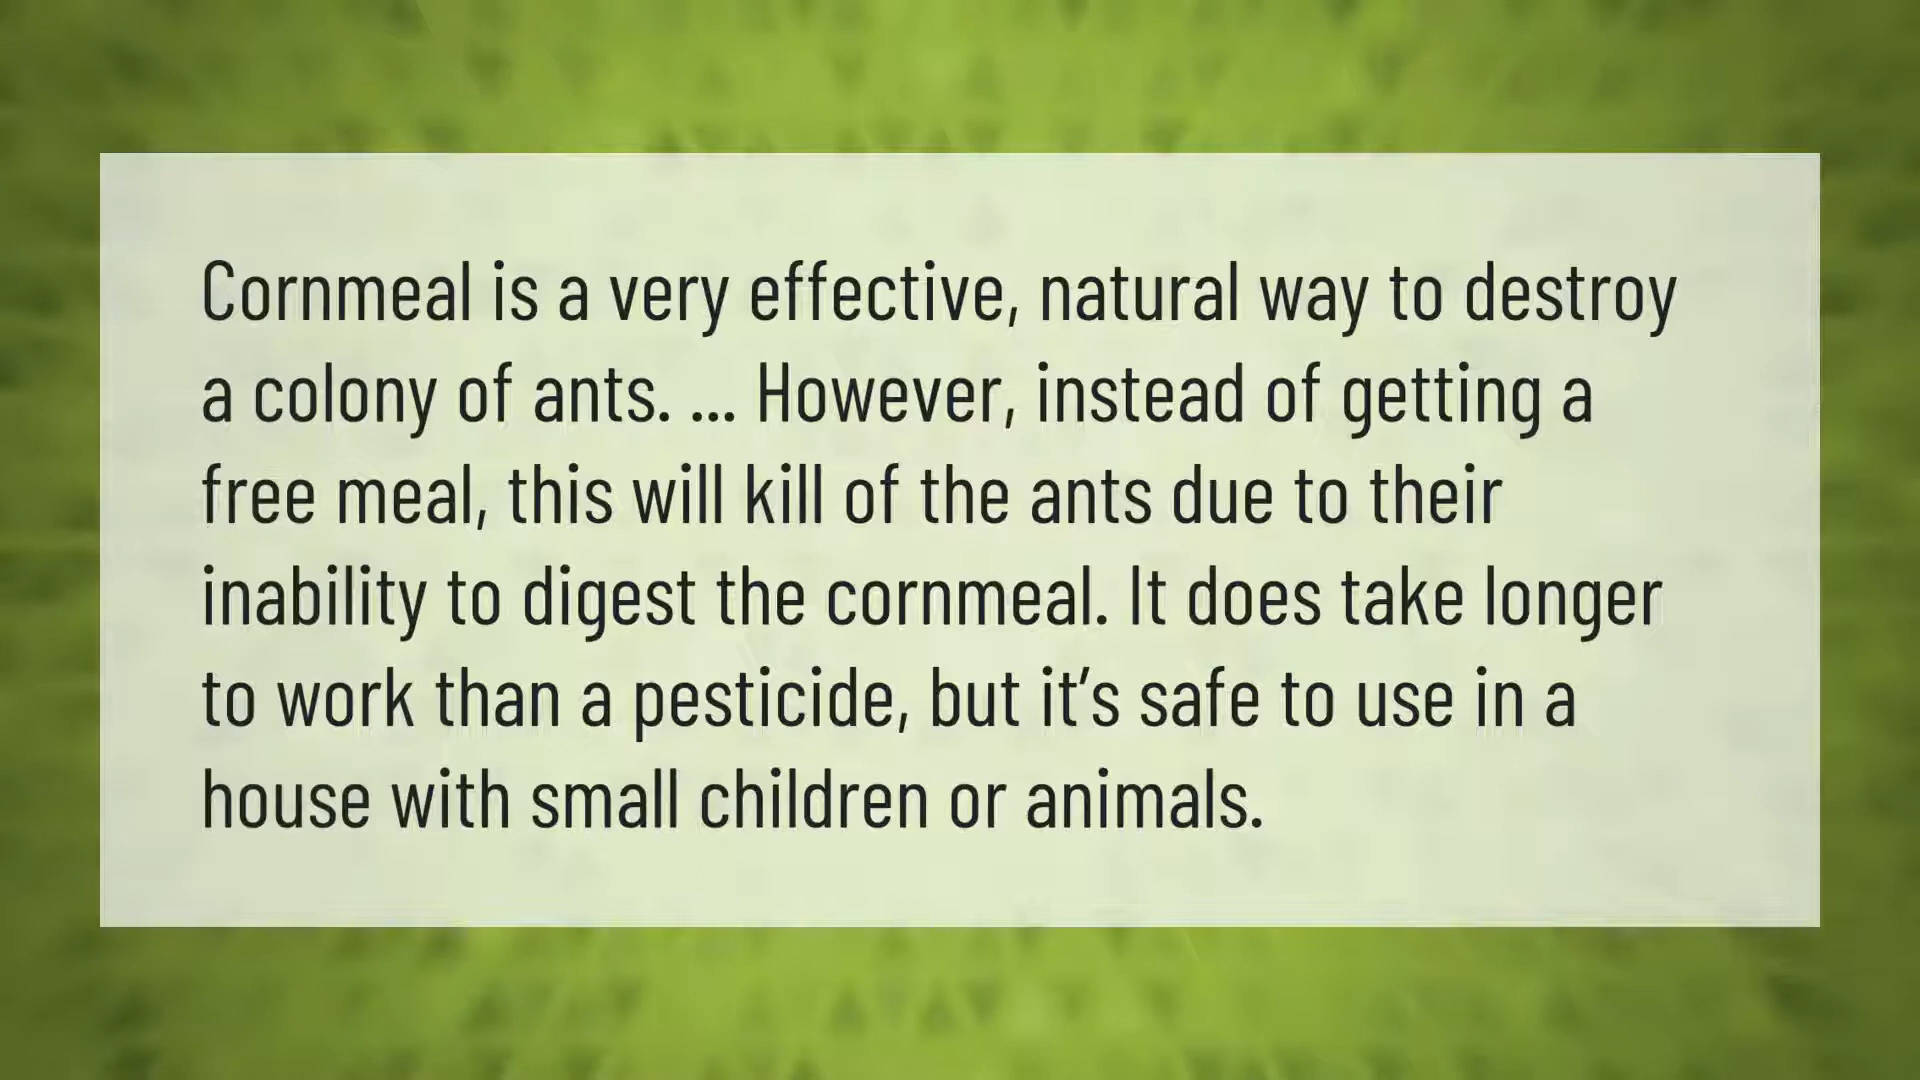 Cornmeal is a very effective, natural way to destroy
a colony of ants. ... However, instead of getting a
free meal, this will kill of the ants due to their
inability to digest the cornmeal. It does take longer
to work than a pesticide, but it’s safe to use in a
house with small children or animals.